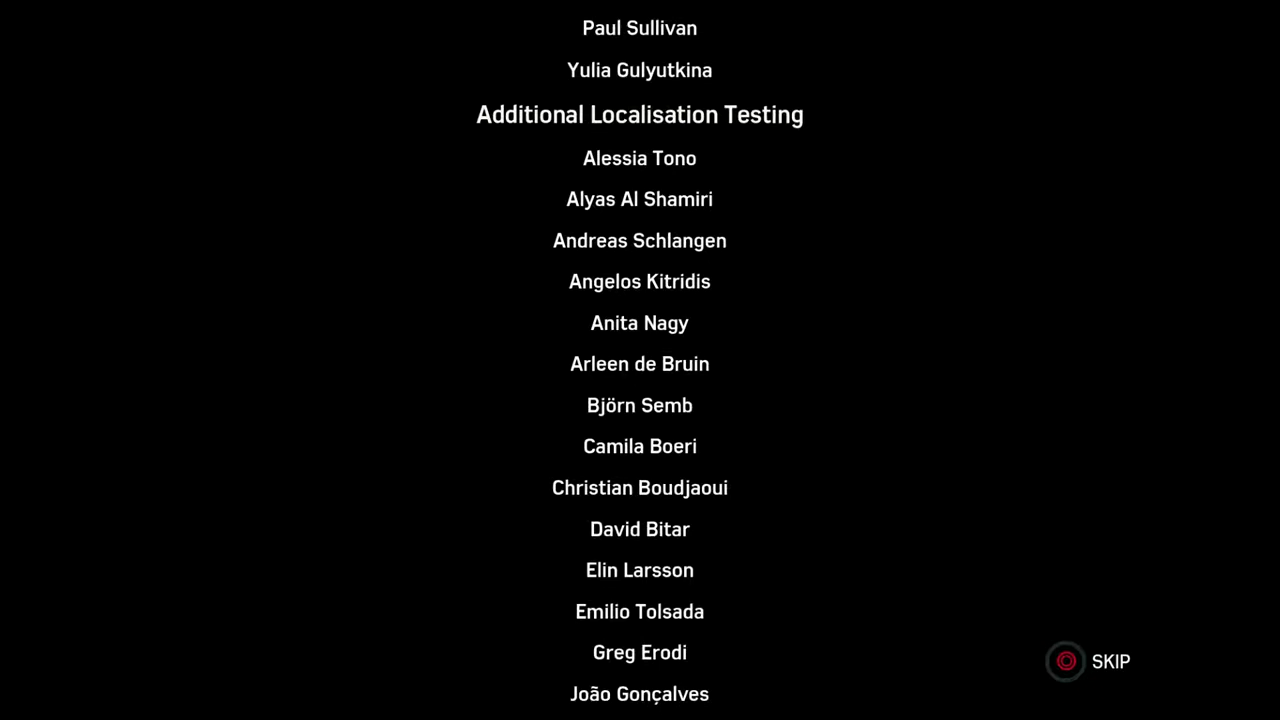 Paul Sullivan
Yulia Gulyutkina
Additional Localisation Testing
Alessia Tono
Alyas Al Shamiri
Andreas Schlangen
Angelos Kitridis
Anita Nagy
Arleen de Bruin
Björn Semb
Camila Boeri
Christian Boudjaoui
David Bitar
Elin Larsson
Emilio Tolsada
Greg Erodi
SKIP
João Gonçalves